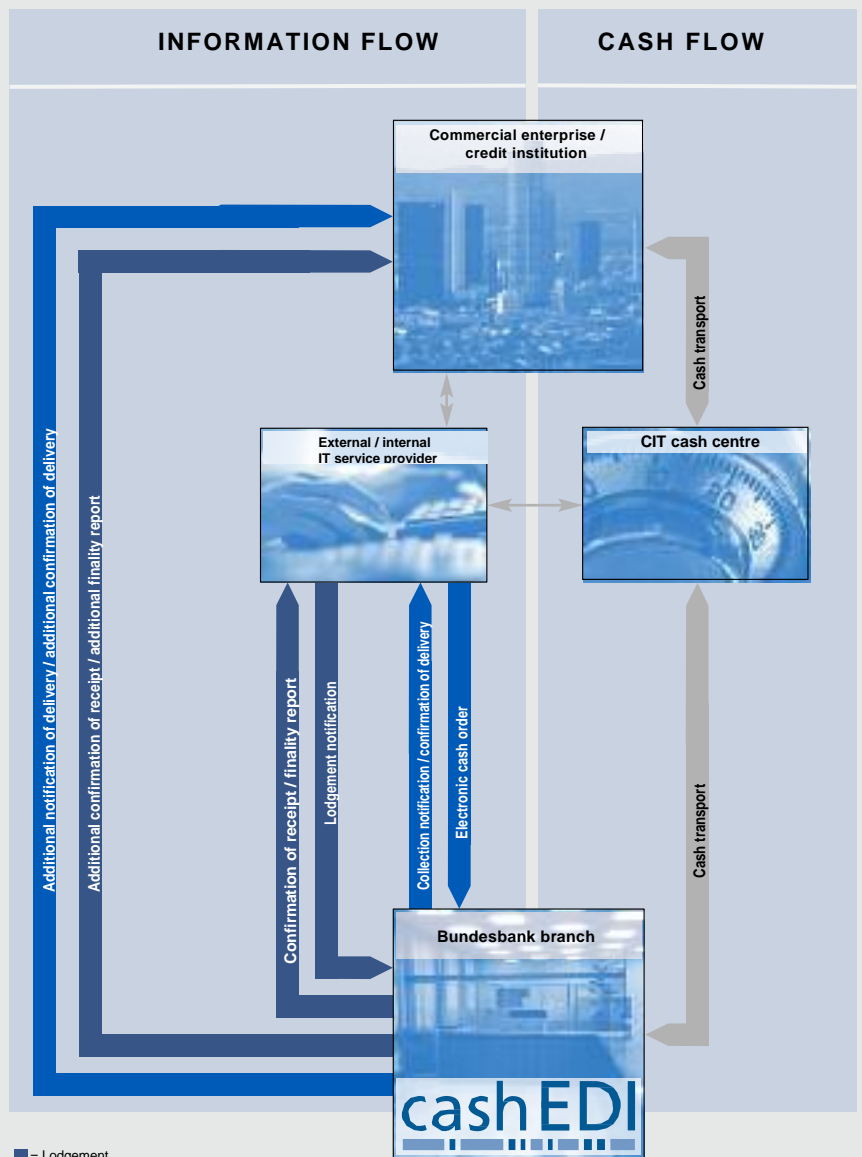 INFORMATION FLOW
CASH FLOW
Commercial enterprise /
credit institution
Cash transport
External / internal
IT service provider
CIT cash centre
Additional notification of delivery / additional confirmation of delivery
Additional confirmation of receipt / additional finality report
Confirmation of receipt / finality report
Lodgement notification
Collection notification / confirmation of delivery
Electronic cash order
Cash transport
Bundesbank branch
cashEDI
= Lodgement